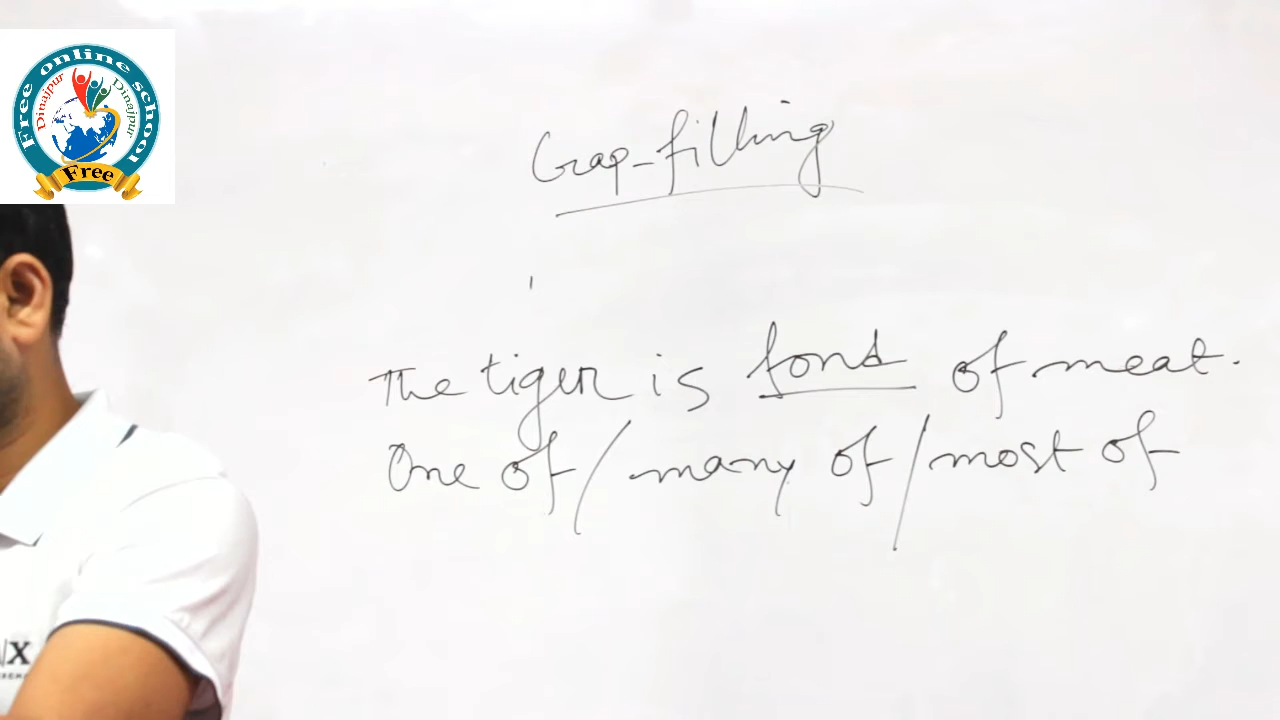 Free online school
Dinajpur Dinajpur
Free
Gap-filling
The tiger is fond of meat.
One of/many of/most of